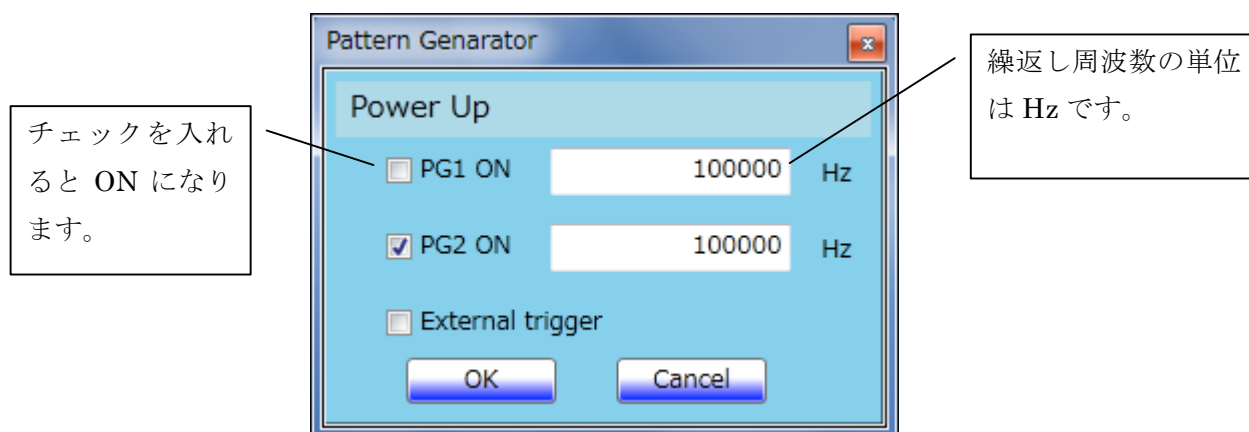 Pattern Genarator
Power Up
チェックを入れ
ると ON になり
ます。
繰返し周波数の単位
は Hz です。
PG1 ON 100000 Hz
PG2 ON 100000 Hz
External trigger
OK Cancel